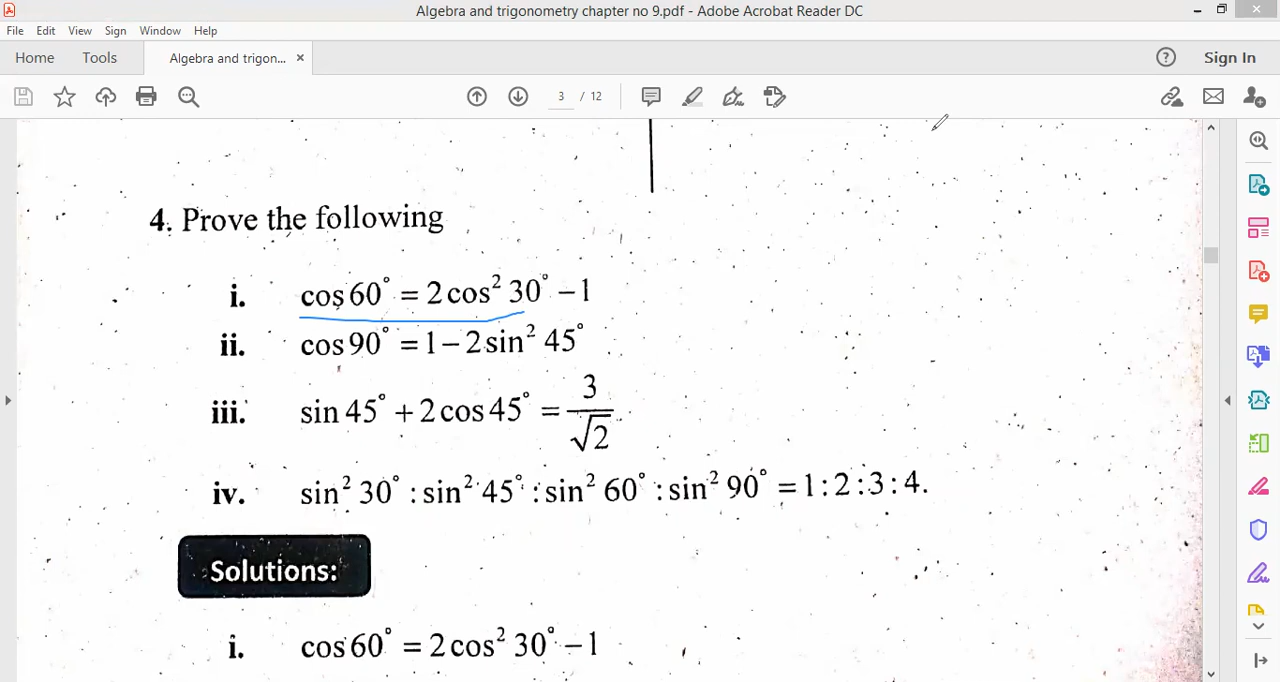 Algebra and trigonometry chapter no 9.pdf - Adobe Acrobat Reader DC
File Edit View Sign Window Help
Home Tools Algebra and trigon... × Sign In
3 / 12
4. Prove the following
i. cos 60° = 2 cos² 30° − 1
ii. cos 90° = 1 − 2 sin² 45°
iii. sin 45° + 2 cos 45° = 3/√2
iv. sin² 30° : sin² 45° : sin² 60° : sin² 90° = 1 : 2 : 3 : 4.
Solutions:
i. cos 60° = 2 cos² 30° − 1